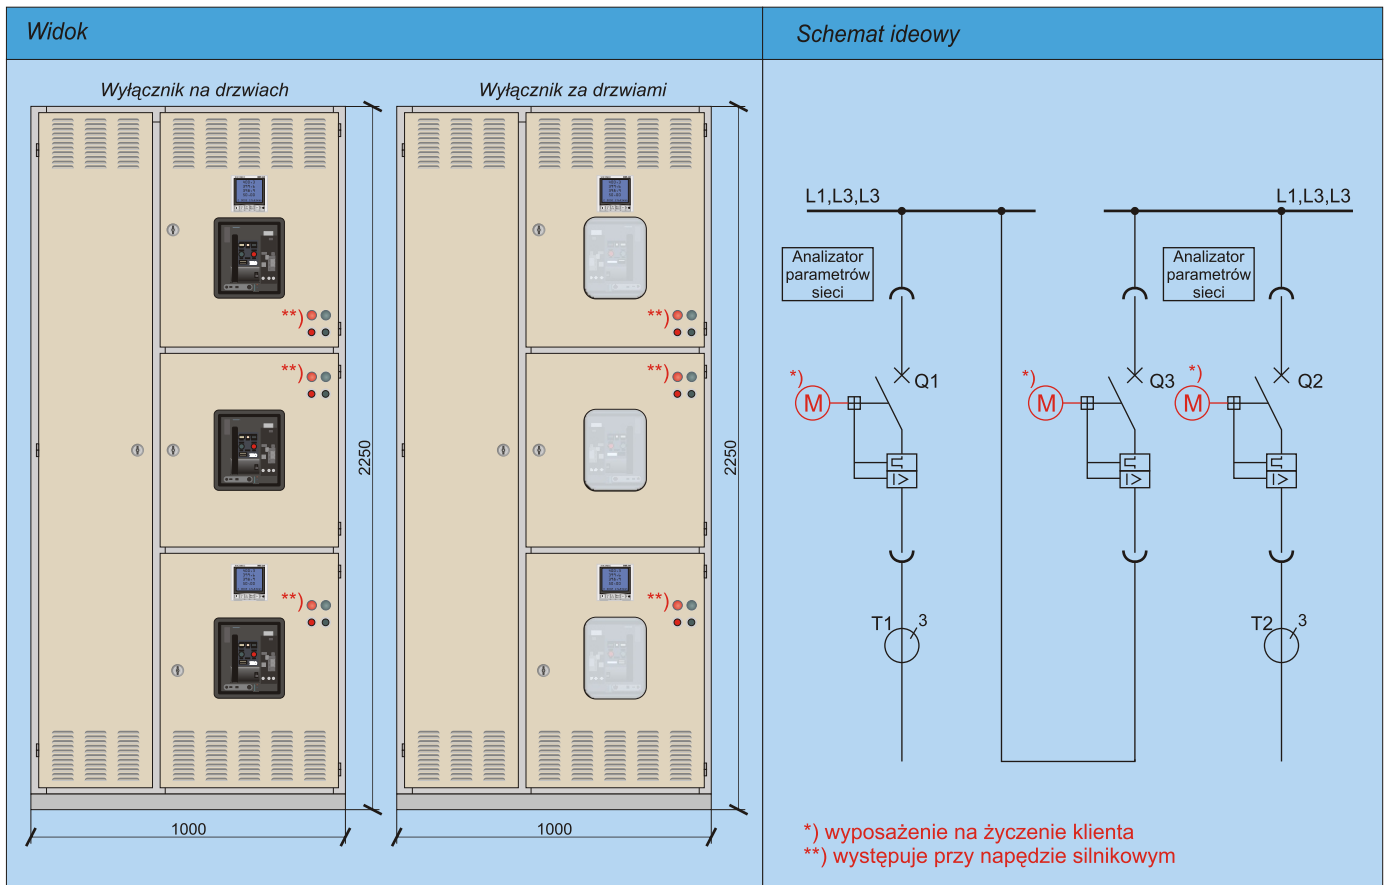 Widok
Schemat ideowy
Wyłącznik na drzwiach
Wyłącznik za drzwiami
**)
**)
**)
2250
1000
**)
**)
**)
2250
1000
L1,L3,L3
L1,L3,L3
Analizator
parametrów
sieci
Analizator
parametrów
sieci
*)
M
Q1
*)
M
Q3
*)
M
Q2
I>
I>
I>
T1
3
T2
3
*) wyposażenie na życzenie klienta
**) występuje przy napędzie silnikowym